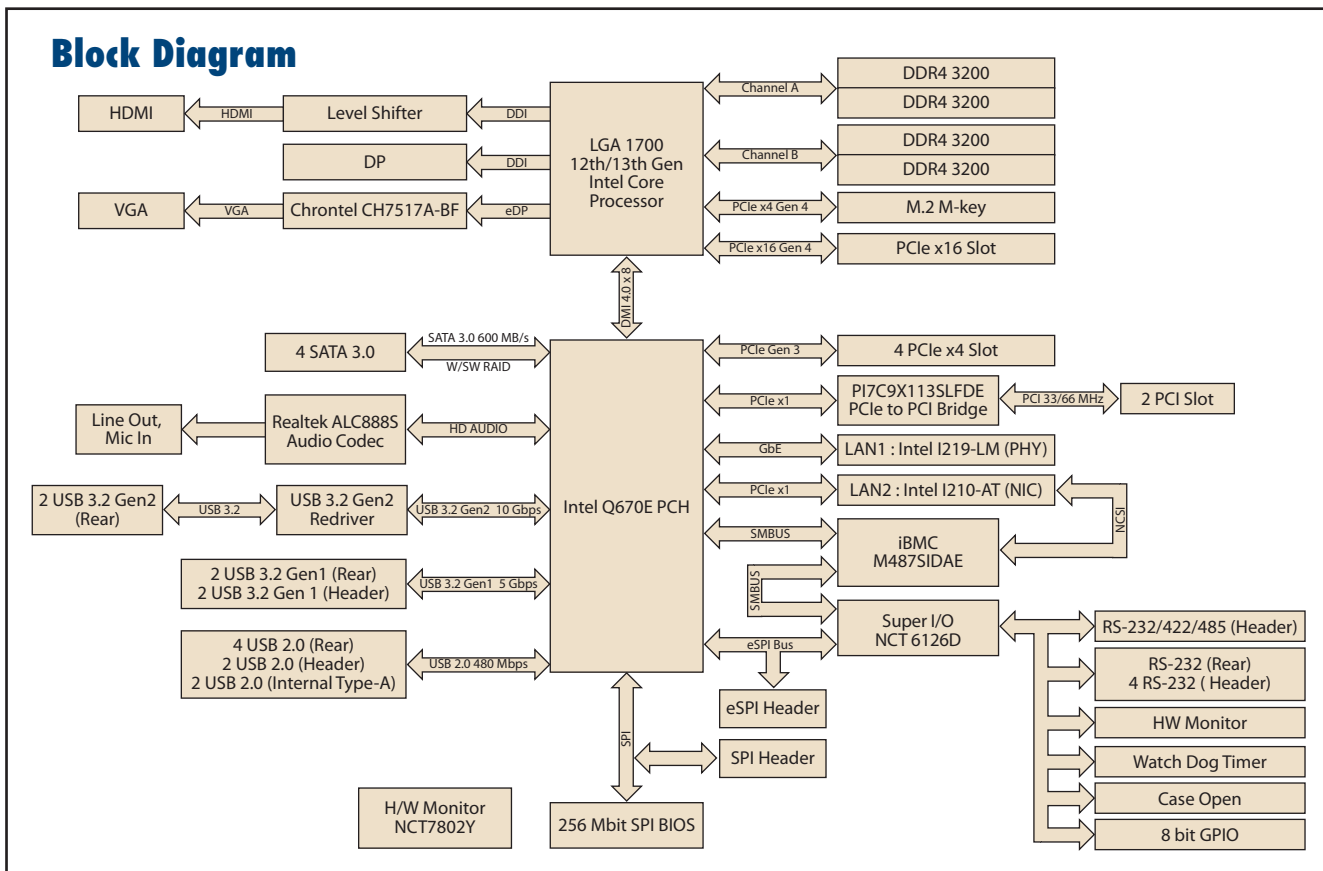 Block Diagram
HDMI
HDMI
Level Shifter
DDI
DP
DDI
VGA
VGA
Chrontel CH7517A-BF
eDP
LGA 1700
12th/13th Gen
Intel Core
Processor
Channel A
DDR4 3200
DDR4 3200
Channel B
DDR4 3200
DDR4 3200
PCIe x4 Gen 4
M.2 M-key
PCIe x16 Gen 4
PCIe x16 Slot
DMI 4.0 x 8
4 SATA 3.0
SATA 3.0 600 MB/s
W/SW RAID
Line Out,
Mic In
Realtek ALC888S
Audio Codec
HD AUDIO
2 USB 3.2 Gen2
(Rear)
USB 3.2
USB 3.2 Gen2
Redriver
USB 3.2 Gen2 10 Gbps
2 USB 3.2 Gen1 (Rear)
2 USB 3.2 Gen 1 (Header)
USB 3.2 Gen1 5 Gbps
4 USB 2.0 (Rear)
2 USB 2.0 (Header)
2 USB 2.0 (Internal Type-A)
USB 2.0 480 Mbps
Intel Q670E PCH
PCIe Gen 3
4 PCIe x4 Slot
PCIe x1
PI7C9X113SLFDE
PCIe to PCI Bridge
PCI 33/66 MHz
2 PCI Slot
GbE
LAN1 : Intel I219-LM (PHY)
PCIe x1
LAN2 : Intel I210-AT (NIC)
NCSI
SMBUS
iBMC
M487SIDAE
SMBUS
Super I/O
NCT 6126D
eSPI Bus
eSPI Header
SPI
SPI Header
H/W Monitor
NCT7802Y
256 Mbit SPI BIOS
RS-232/422/485 (Header)
RS-232 (Rear)
4 RS-232 ( Header)
HW Monitor
Watch Dog Timer
Case Open
8 bit GPIO